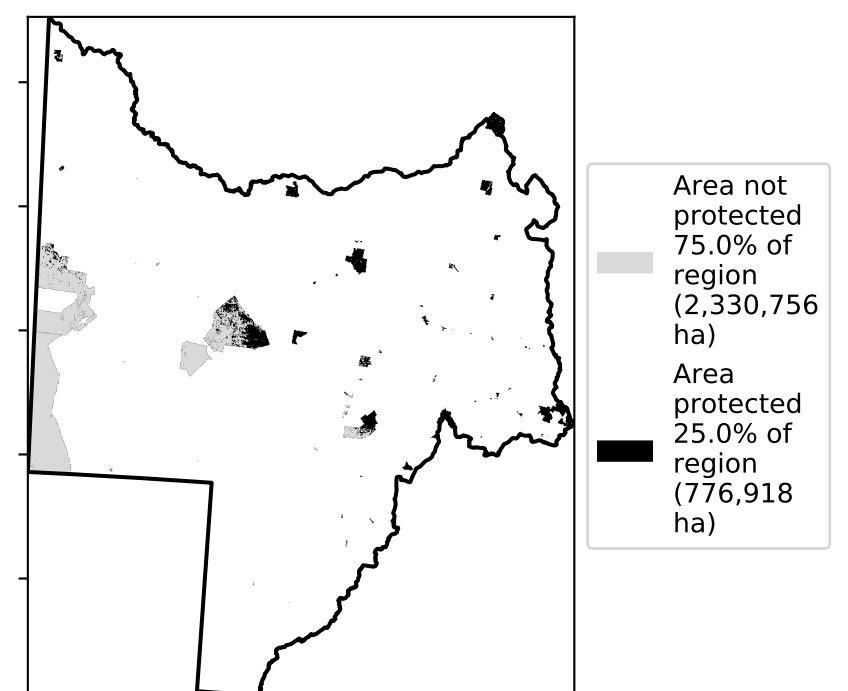 Area not
protected
75.0% of
region
(2,330,756
ha)
Area
protected
25.0% of
region
(776,918
ha)